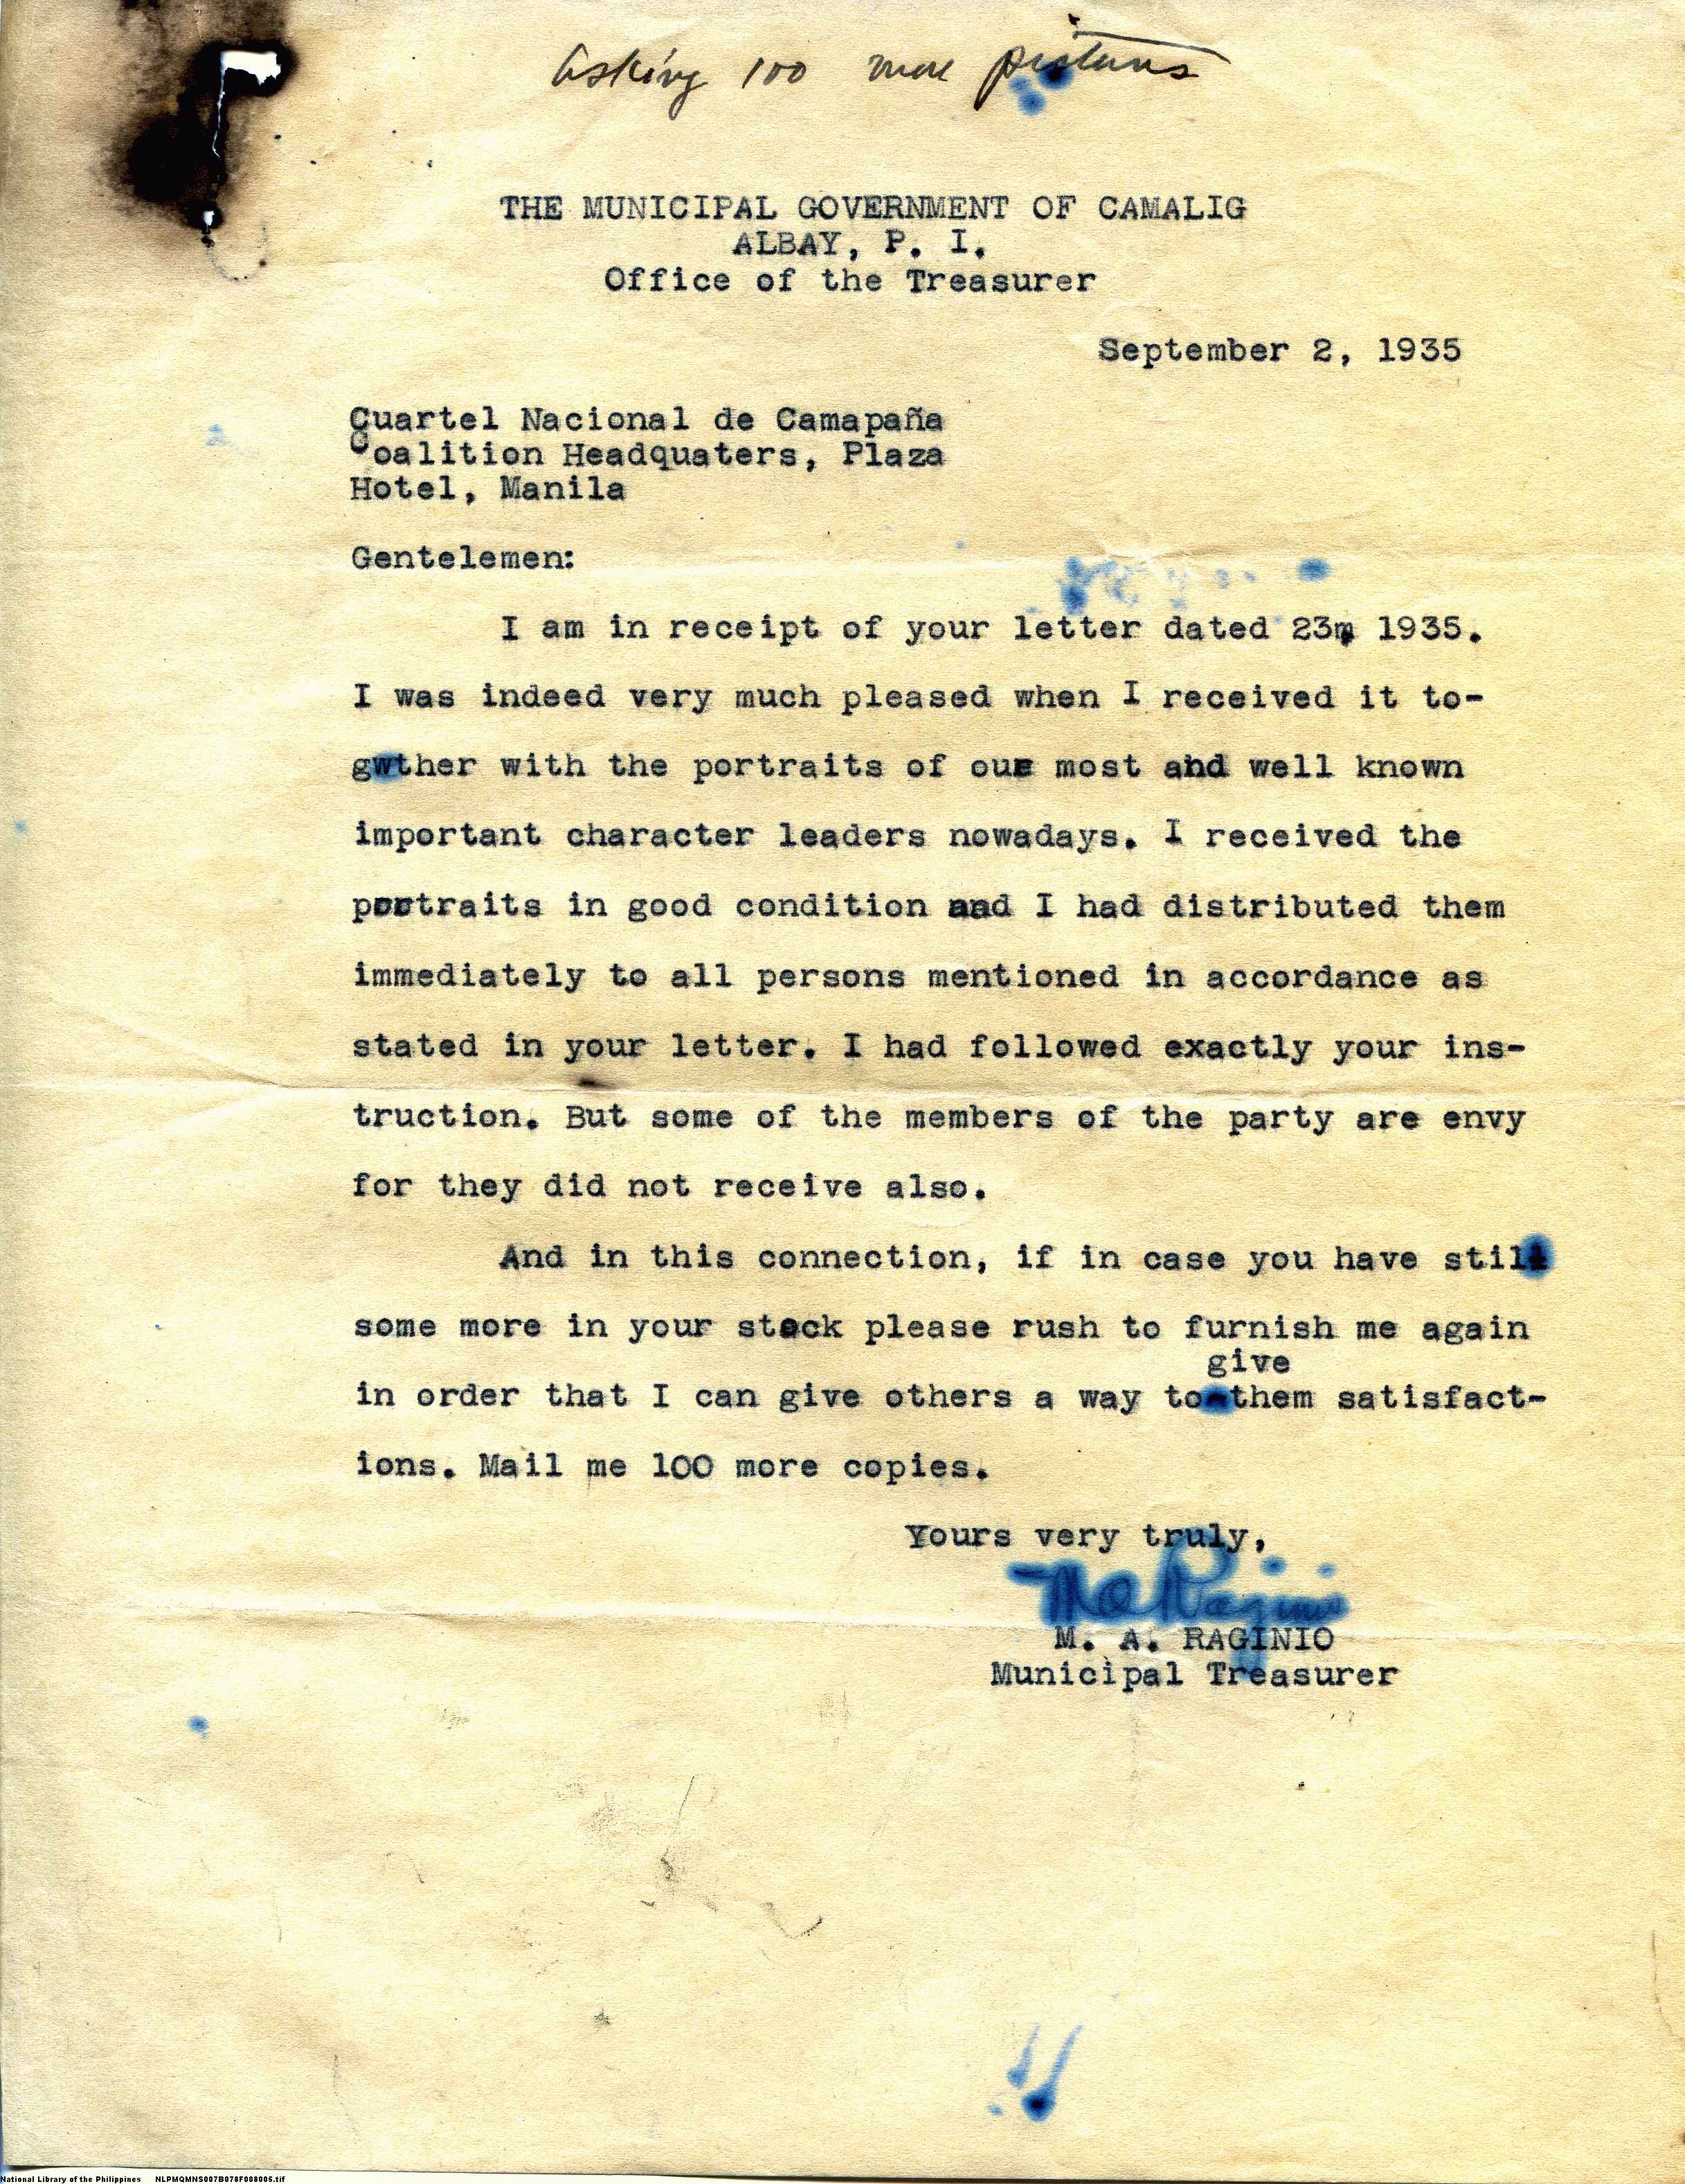 asking 100 more pictures
THE MUNICIPAL GOVERNMENT OF CAMALIG
ALBAY, P. I.
Office of the Treasurer
September 2, 1935
Cuartel Nacional de Camapaña
Coalition Headquaters, Plaza
Hotel, Manila
Gentelemen:
I am in receipt of your letter dated 23, 1935.
I was indeed very much pleased when I received it to-
gwther with the portraits of our most and well known
important character leaders nowadays. I received the
portraits in good condition and I had distributed them
immediately to all persons mentioned in accordance as
stated in your letter. I had followed exactly your ins-
truction. But some of the members of the party are envy
for they did not receive also.
And in this connection, if in case you have still
some more in your stock please rush to furnish me again
give
in order that I can give others a way to them satisfact-
ions. Mail me 100 more copies.
Yours very truly,
M A Raginio
M. A. RAGINIO
Municipal Treasurer
National Library of the Philippines NLPMQMNS007B078F008005.tif